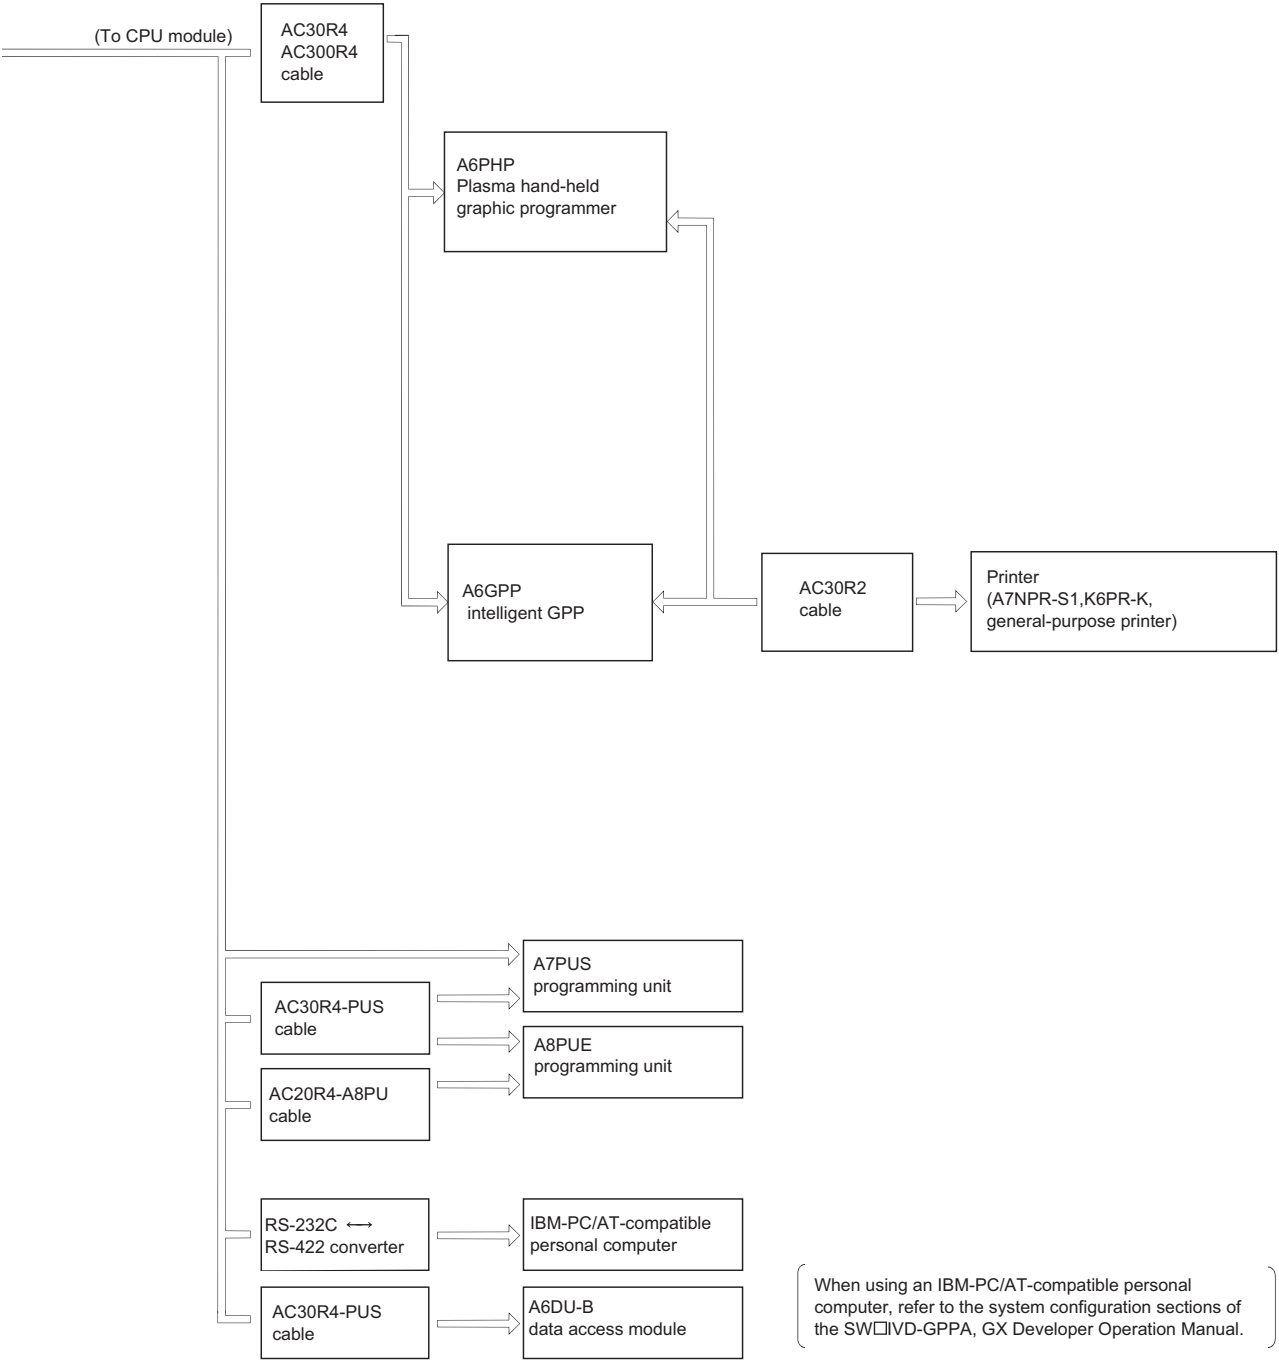 (To CPU module)
AC30R4
AC300R4
cable
A6PHP
Plasma hand-held
graphic programmer
A6GPP
intelligent GPP
AC30R2
cable
Printer
(A7NPR-S1,K6PR-K,
general-purpose printer)
A7PUS
programming unit
AC30R4-PUS
cable
A8PUE
programming unit
AC20R4-A8PU
cable
RS-232C ⟷
RS-422 converter
IBM-PC/AT-compatible
personal computer
AC30R4-PUS
cable
A6DU-B
data access module
When using an IBM-PC/AT-compatible personal
computer, refer to the system configuration sections of
the SW□IVD-GPPA, GX Developer Operation Manual.